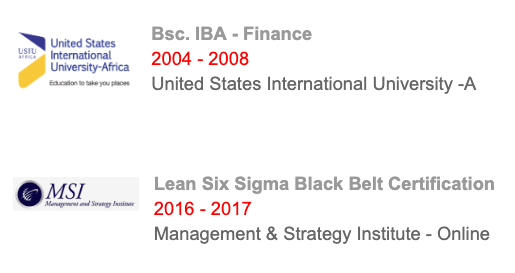 USIU
AFRICA
United States
International
University-Africa
Education to take you places
Bsc. IBA - Finance
2004 - 2008
United States International University -A
MSI
Management and Strategy Institute
Lean Six Sigma Black Belt Certification
2016 - 2017
Management & Strategy Institute - Online